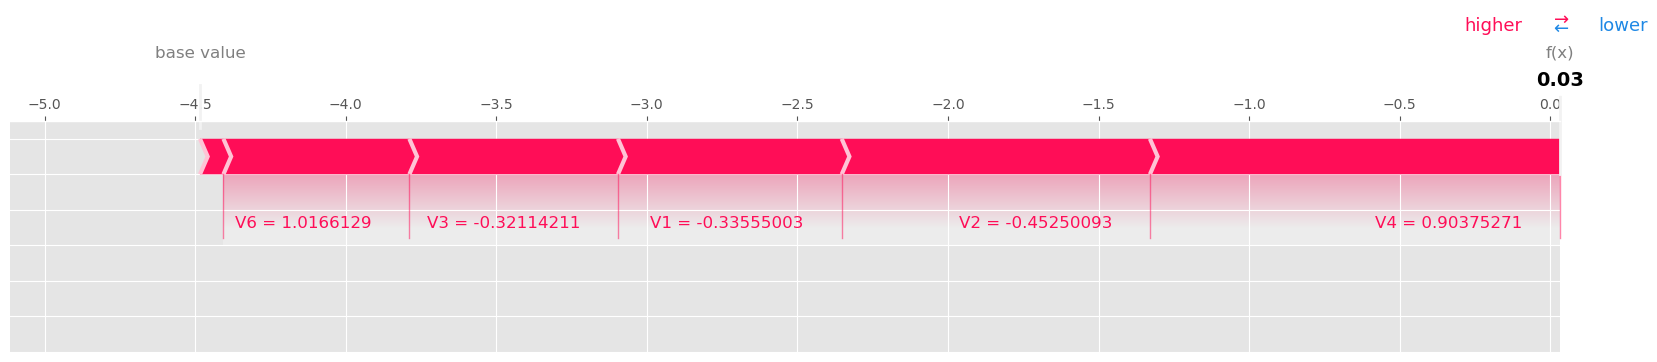 higher ⇄ lower
base value f(x)
0.03
−5.0 −4.5 −4.0 −3.5 −3.0 −2.5 −2.0 −1.5 −1.0 −0.5 0.0
V6 = 1.0166129 V3 = -0.32114211 V1 = -0.33555003 V2 = -0.45250093 V4 = 0.90375271